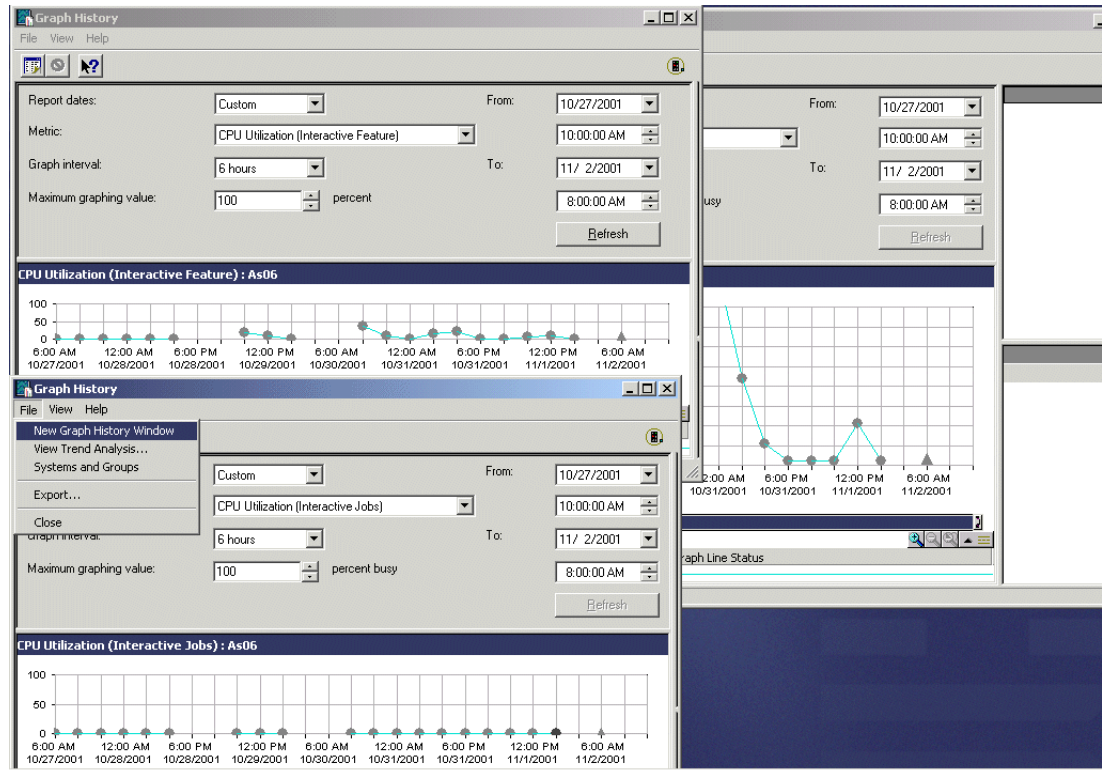 Graph History
File View Help
Report dates: Custom From: 10/27/2001
Metric: CPU Utilization (Interactive Feature) 10:00:00 AM
Graph interval: 6 hours To: 11/ 2/2001
Maximum graphing value: 100 percent 8:00:00 AM
Refresh
CPU Utilization (Interactive Feature) : As06
100
50
0
6:00 AM 12:00 AM 6:00 PM 12:00 PM 6:00 AM 12:00 AM 6:00 PM 12:00 PM 6:00 AM
10/27/2001 10/28/2001 10/28/2001 10/29/2001 10/30/2001 10/31/2001 10/31/2001 11/1/2001 11/2/2001
From: 10/27/2001
10:00:00 AM
To: 11/ 2/2001
usy 8:00:00 AM
Refresh
2:00 AM 6:00 PM 12:00 PM 6:00 AM
10/31/2001 10/31/2001 11/1/2001 11/2/2001
raph Line Status
Graph History
File View Help
New Graph History Window
View Trend Analysis...
Systems and Groups
Export...
Close
Custom From: 10/27/2001
CPU Utilization (Interactive Jobs) 10:00:00 AM
Graph interval: 6 hours To: 11/ 2/2001
Maximum graphing value: 100 percent busy 8:00:00 AM
Refresh
CPU Utilization (Interactive Jobs) : As06
100
50
0
6:00 AM 12:00 AM 6:00 PM 12:00 PM 6:00 AM 12:00 AM 6:00 PM 12:00 PM 6:00 AM
10/27/2001 10/28/2001 10/28/2001 10/29/2001 10/30/2001 10/31/2001 10/31/2001 11/1/2001 11/2/2001